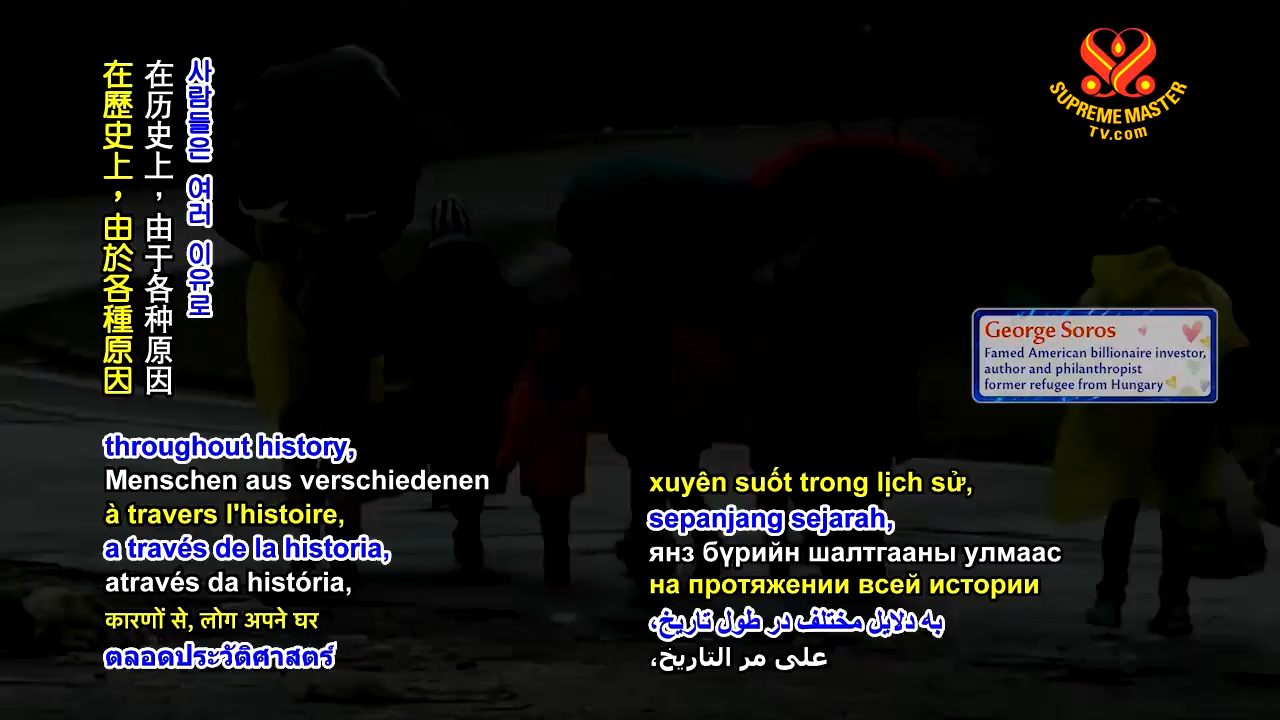 在歷史上，由於各種原因
在历史上，由于各种原因
사람들은 여러 이유로
SUPREME MASTER
TV.com
George Soros
Famed American billionaire investor,
author and philanthropist
former refugee from Hungary
throughout history,
Menschen aus verschiedenen
à travers l'histoire,
a través de la historia,
através da história,
कारणों से, लोग अपने घर
ตลอดประวัติศาสตร์
xuyên suốt trong lịch sử,
sepanjang sejarah,
янз бүрийн шалтгааны улмаас
на протяжении всей истории
به دلایل مختلف در طول تاریخ،
على مر التاريخ،